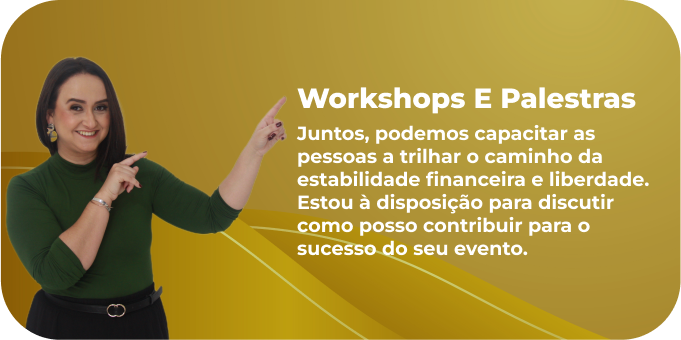 Workshops E Palestras
Juntos, podemos capacitar as
pessoas a trilhar o caminho da
estabilidade financeira e liberdade.
Estou à disposição para discutir
como posso contribuir para o
sucesso do seu evento.